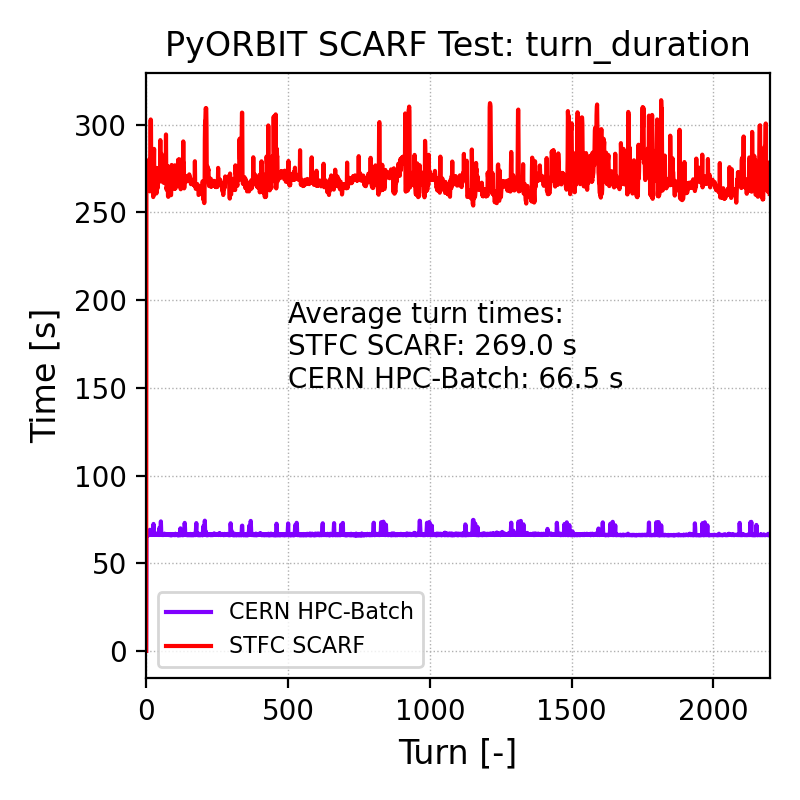 PyORBIT SCARF Test: turn_duration
300
250
200
150
100
50
0
Time [s]
Average turn times:
STFC SCARF: 269.0 s
CERN HPC-Batch: 66.5 s
CERN HPC-Batch
STFC SCARF
0 500 1000 1500 2000
Turn [-]